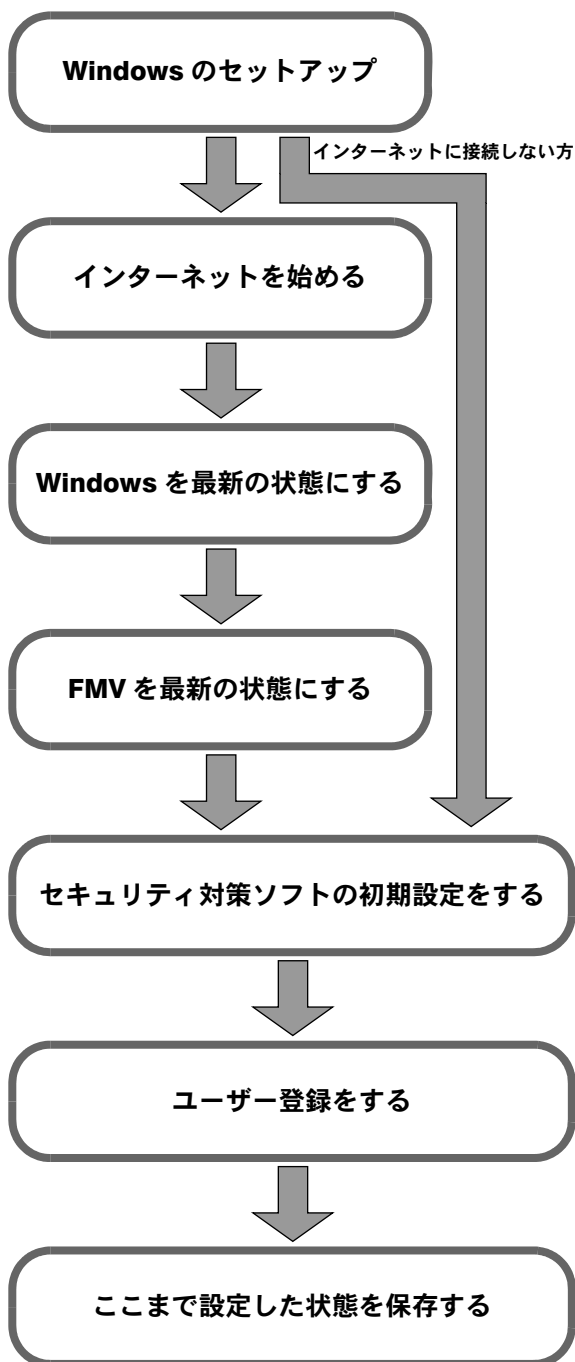 Windows のセットアップ
インターネットに接続しない方
インターネットを始める
Windows を最新の状態にする
FMV を最新の状態にする
セキュリティ対策ソフトの初期設定をする
ユーザー登録をする
ここまで設定した状態を保存する